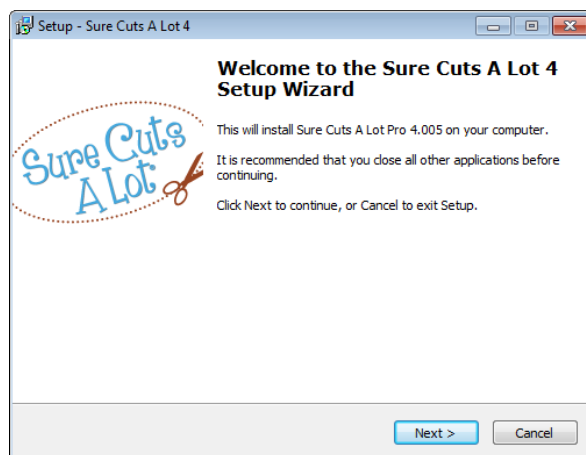 Setup - Sure Cuts A Lot 4
Welcome to the Sure Cuts A Lot 4
Setup Wizard
This will install Sure Cuts A Lot Pro 4.005 on your computer.
It is recommended that you close all other applications before
continuing.
Click Next to continue, or Cancel to exit Setup.
Sure Cuts
A Lot
Next >
Cancel